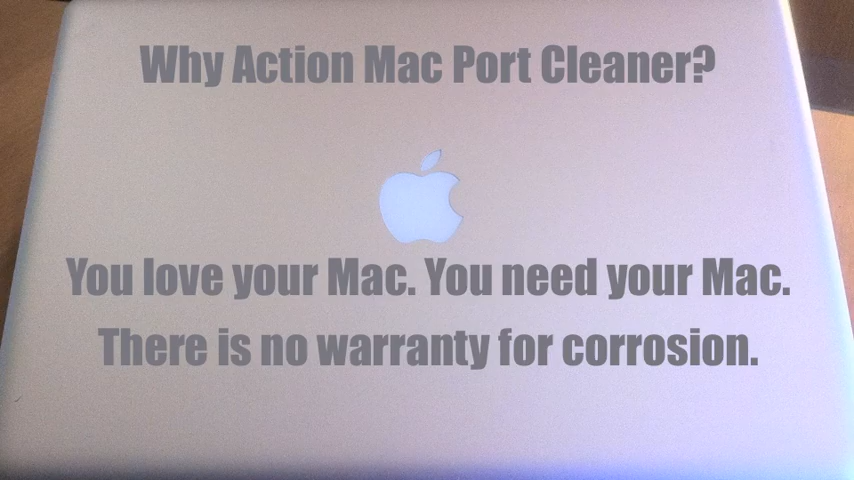 Why Action Mac Port Cleaner?
You love your Mac. You need your Mac.
There is no warranty for corrosion.